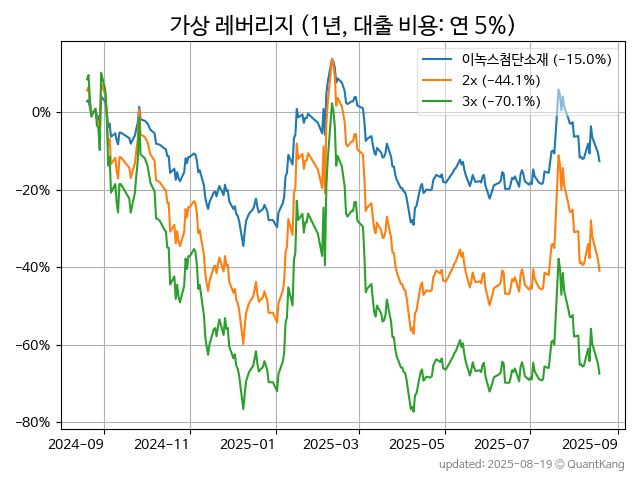 가상 레버리지 (1년, 대출 비용: 연 5%)
이녹스첨단소재 (−15.0%)
2x (−44.1%)
3x (−70.1%)
0%
−20%
−40%
−60%
−80%
2024−09 2024−11 2025−01 2025−03 2025−05 2025−07 2025−09
updated: 2025-08-19 © QuantKang